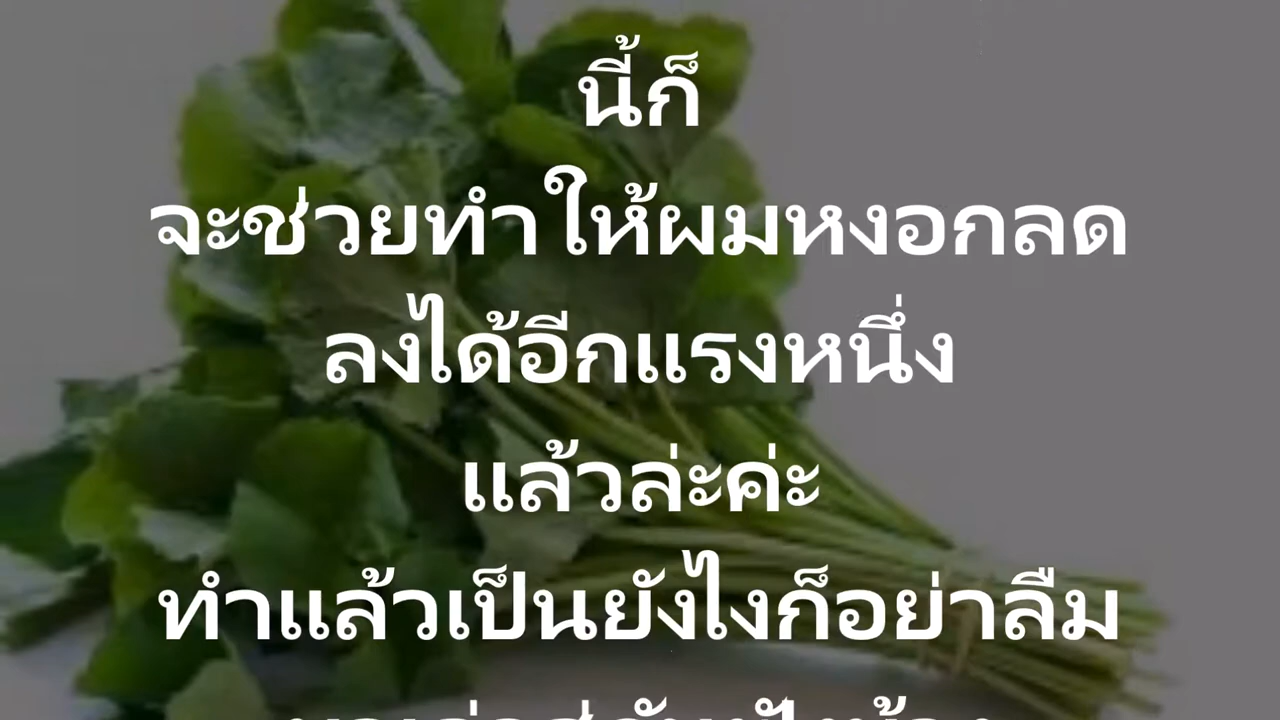 นี้ก็
จะช่วยทำให้ผมหงอกลด
ลงได้อีกแรงหนึ่ง
แล้วล่ะค่ะ
ทำแล้วเป็นยังไงก็อย่าลืม